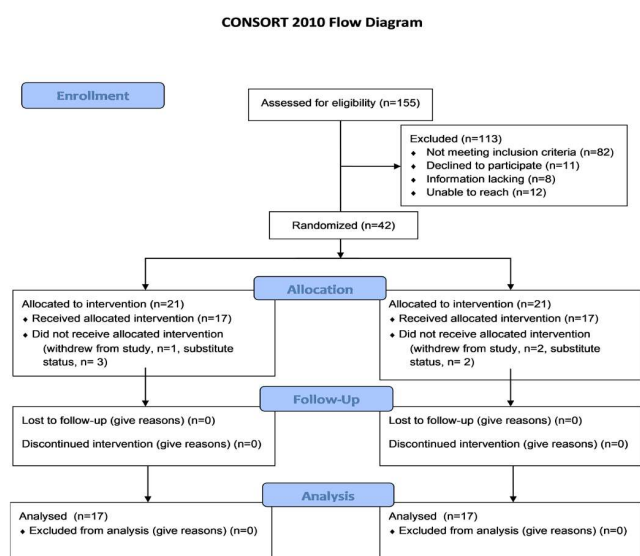 CONSORT 2010 Flow Diagram
Enrollment
Assessed for eligibility (n=155)
Excluded (n=113)
♦ Not meeting inclusion criteria (n=82)
♦ Declined to participate (n=11)
♦ Information lacking (n=8)
♦ Unable to reach (n=12)
Randomized (n=42)
Allocation
Allocated to intervention (n=21)
♦ Received allocated intervention (n=17)
♦ Did not receive allocated intervention
(withdrew from study, n=1, substitute
status, n= 3)
Allocated to intervention (n=21)
♦ Received allocated intervention (n=17)
♦ Did not receive allocated intervention
(withdrew from study, n=2, substitute
status, n= 2)
Follow-Up
Lost to follow-up (give reasons) (n=0)
Discontinued intervention (give reasons) (n=0)
Lost to follow-up (give reasons) (n=0)
Discontinued intervention (give reasons) (n=0)
Analysis
Analysed (n=17)
♦ Excluded from analysis (give reasons) (n=0)
Analysed (n=17)
♦ Excluded from analysis (give reasons) (n=0)